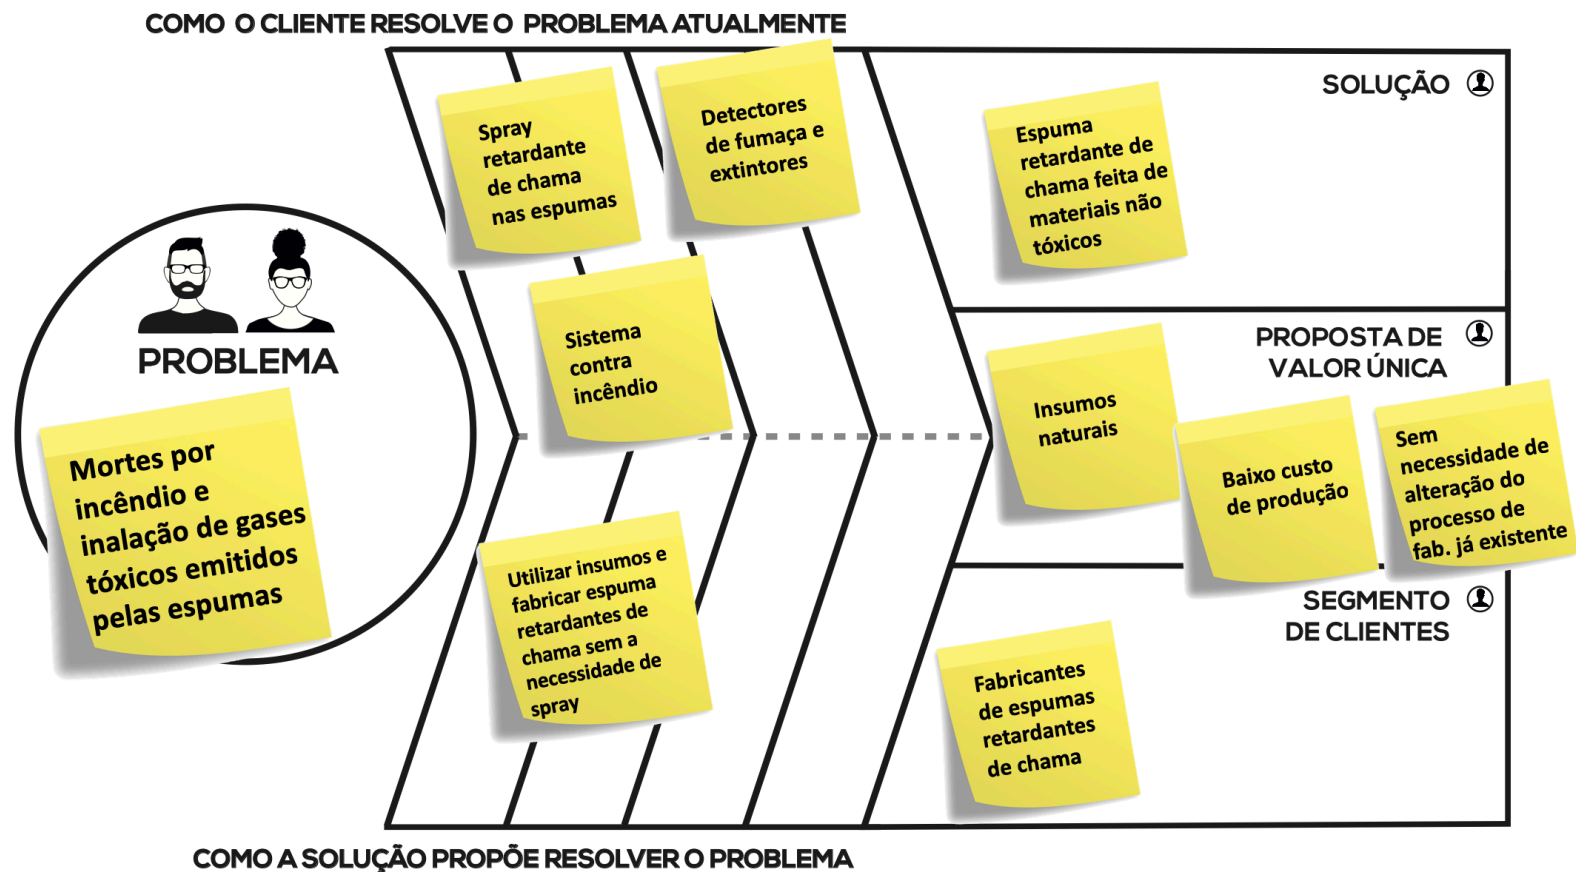 COMO O CLIENTE RESOLVE O PROBLEMA ATUALMENTE
Spray
retardante
de chama
nas espumas
Detectores
de fumaça e
extintores
Sistema
contra
incêndio
PROBLEMA
Mortes por
incêndio e
inalação de gases
tóxicos emitidos
pelas espumas
Utilizar insumos e
fabricar espuma
retardantes de
chama sem a
necessidade de
spray
SOLUÇÃO
Espuma
retardante de
chama feita de
materiais não
tóxicos
PROPOSTA DE
VALOR ÚNICA
Insumos
naturais
Baixo custo
de produção
Sem
necessidade de
alteração do
processo de
fab. já existente
SEGMENTO
DE CLIENTES
Fabricantes
de espumas
retardantes
de chama
COMO A SOLUÇÃO PROPÕE RESOLVER O PROBLEMA